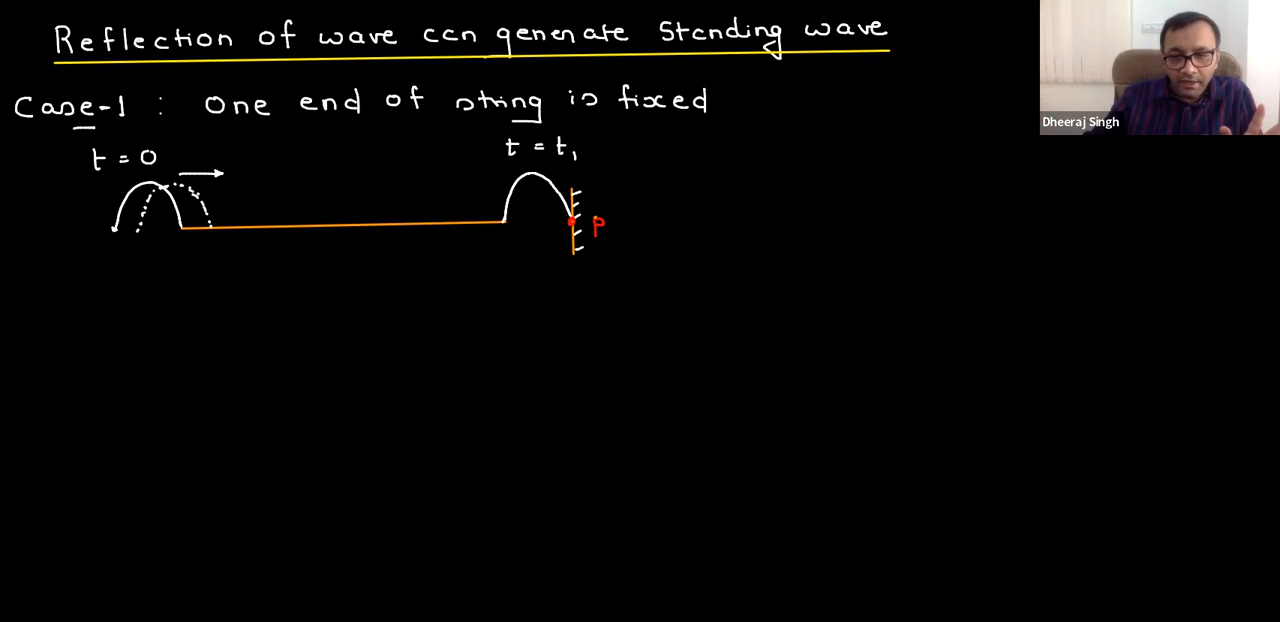 Reflection of wave can generate Standing wave
Case-1 : One end of string is fixed
t = 0
t = t₁
P
Dheeraj Singh